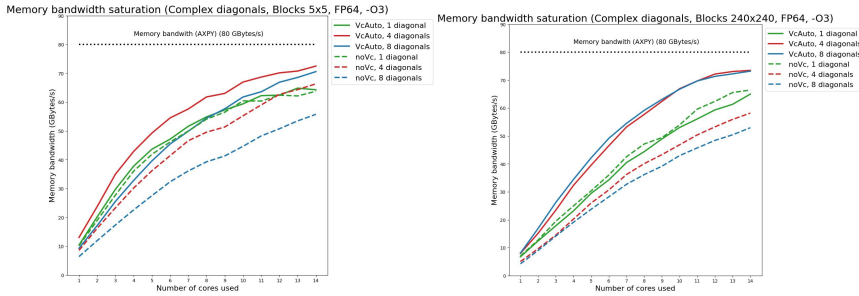 Memory bandwidth saturation (Complex diagonals, Blocks 5x5, FP64, -O3)
90
80
70
60
50
40
30
20
10
0
Memory bandwidth (GBytes/s)
Memory bandwith (AXPY) (80 GBytes/s)
1 2 3 4 5 6 7 8 9 10 11 12 13 14
Number of cores used
VcAuto, 1 diagonal
VcAuto, 4 diagonals
VcAuto, 8 diagonals
noVc, 1 diagonal
noVc, 4 diagonals
noVc, 8 diagonals
Memory bandwidth saturation (Complex diagonals, Blocks 240x240, FP64, -O3)
90
80
70
60
50
40
30
20
10
0
Memory bandwidth (GBytes/s)
Memory bandwith (AXPY) (80 GBytes/s)
1 2 3 4 5 6 7 8 9 10 11 12 13 14
Number of cores used
VcAuto, 1 diagonal
VcAuto, 4 diagonals
VcAuto, 8 diagonals
noVc, 1 diagonal
noVc, 4 diagonals
noVc, 8 diagonals